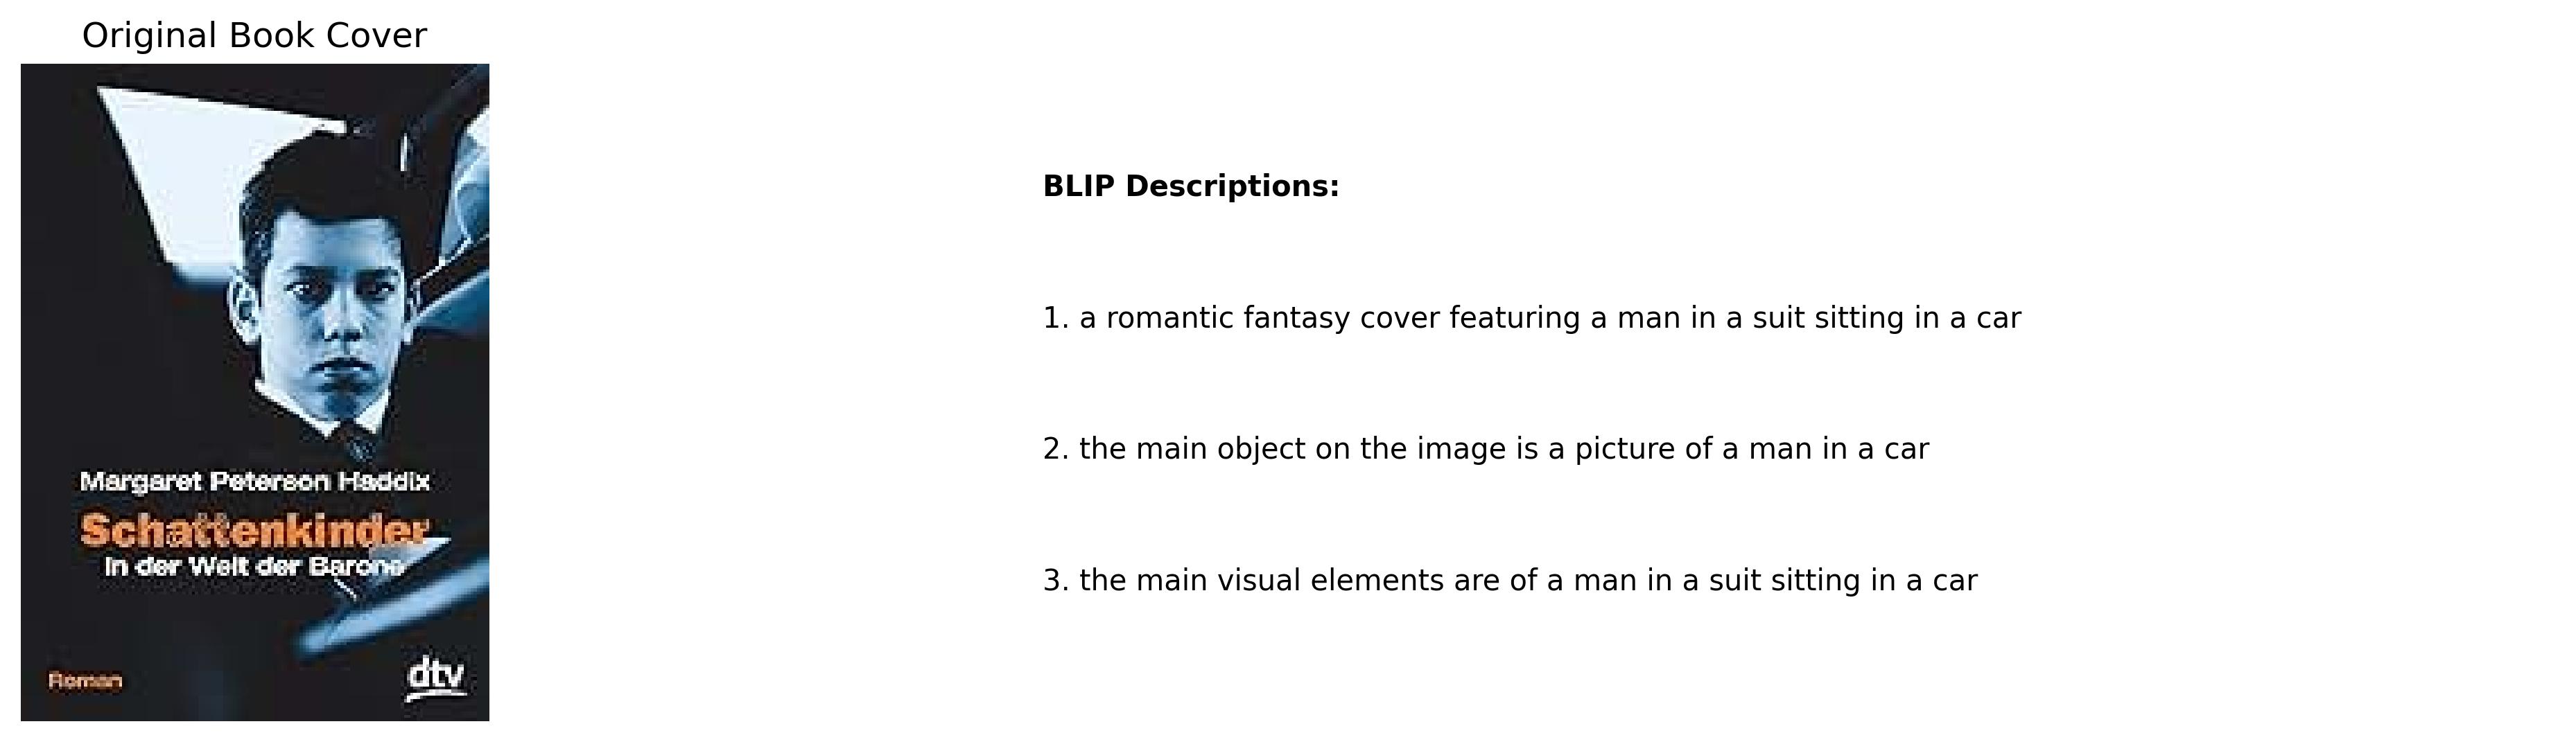 Original Book Cover
Margaret Peterson Haddix
Schattenkinder
In der Welt der Barone
Roman
dtv
BLIP Descriptions:
1. a romantic fantasy cover featuring a man in a suit sitting in a car
2. the main object on the image is a picture of a man in a car
3. the main visual elements are of a man in a suit sitting in a car